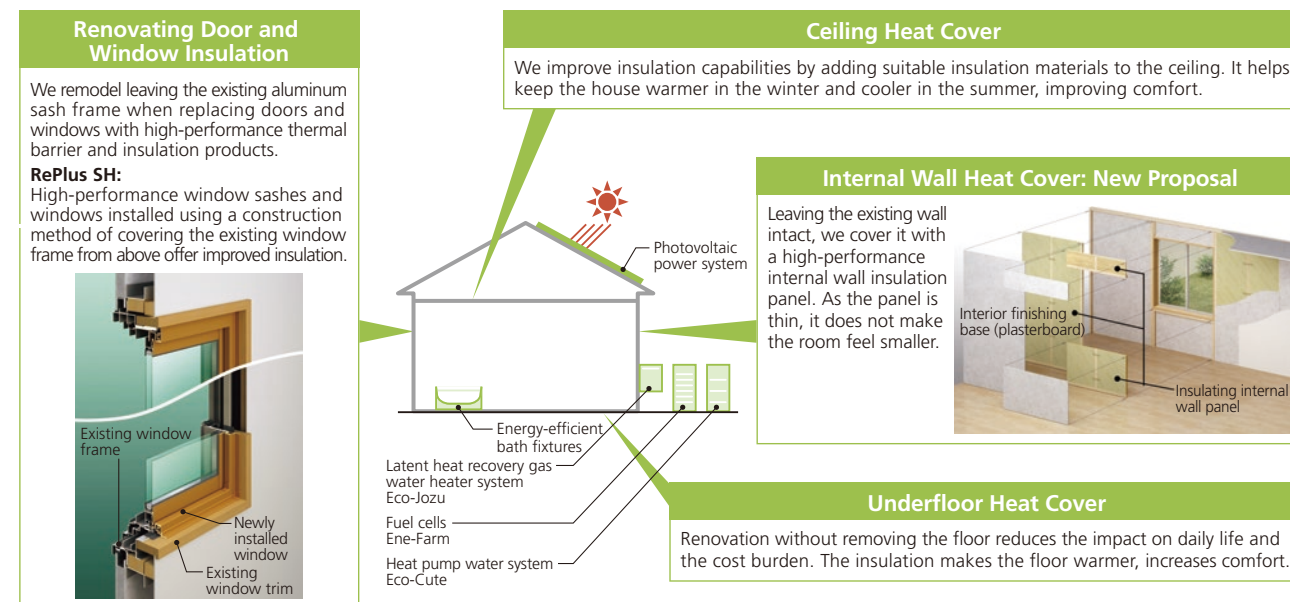 Renovating Door and
Window Insulation
We remodel leaving the existing aluminum
sash frame when replacing doors and
windows with high-performance thermal
barrier and insulation products.
RePlus SH:
High-performance window sashes and
windows installed using a construction
method of covering the existing window
frame from above offer improved insulation.
Existing window
frame
Newly
installed
window
Existing
window trim
Ceiling Heat Cover
We improve insulation capabilities by adding suitable insulation materials to the ceiling. It helps
keep the house warmer in the winter and cooler in the summer, improving comfort.
Photovoltaic
power system
Energy-efficient
bath fixtures
Latent heat recovery gas
water heater system
Eco-Jozu
Fuel cells
Ene-Farm
Heat pump water system
Eco-Cute
Internal Wall Heat Cover: New Proposal
Leaving the existing wall
intact, we cover it with
a high-performance
internal wall insulation
panel. As the panel is
thin, it does not make
the room feel smaller.
Interior finishing
base (plasterboard)
Insulating internal
wall panel
Underfloor Heat Cover
Renovation without removing the floor reduces the impact on daily life and
the cost burden. The insulation makes the floor warmer, increases comfort.